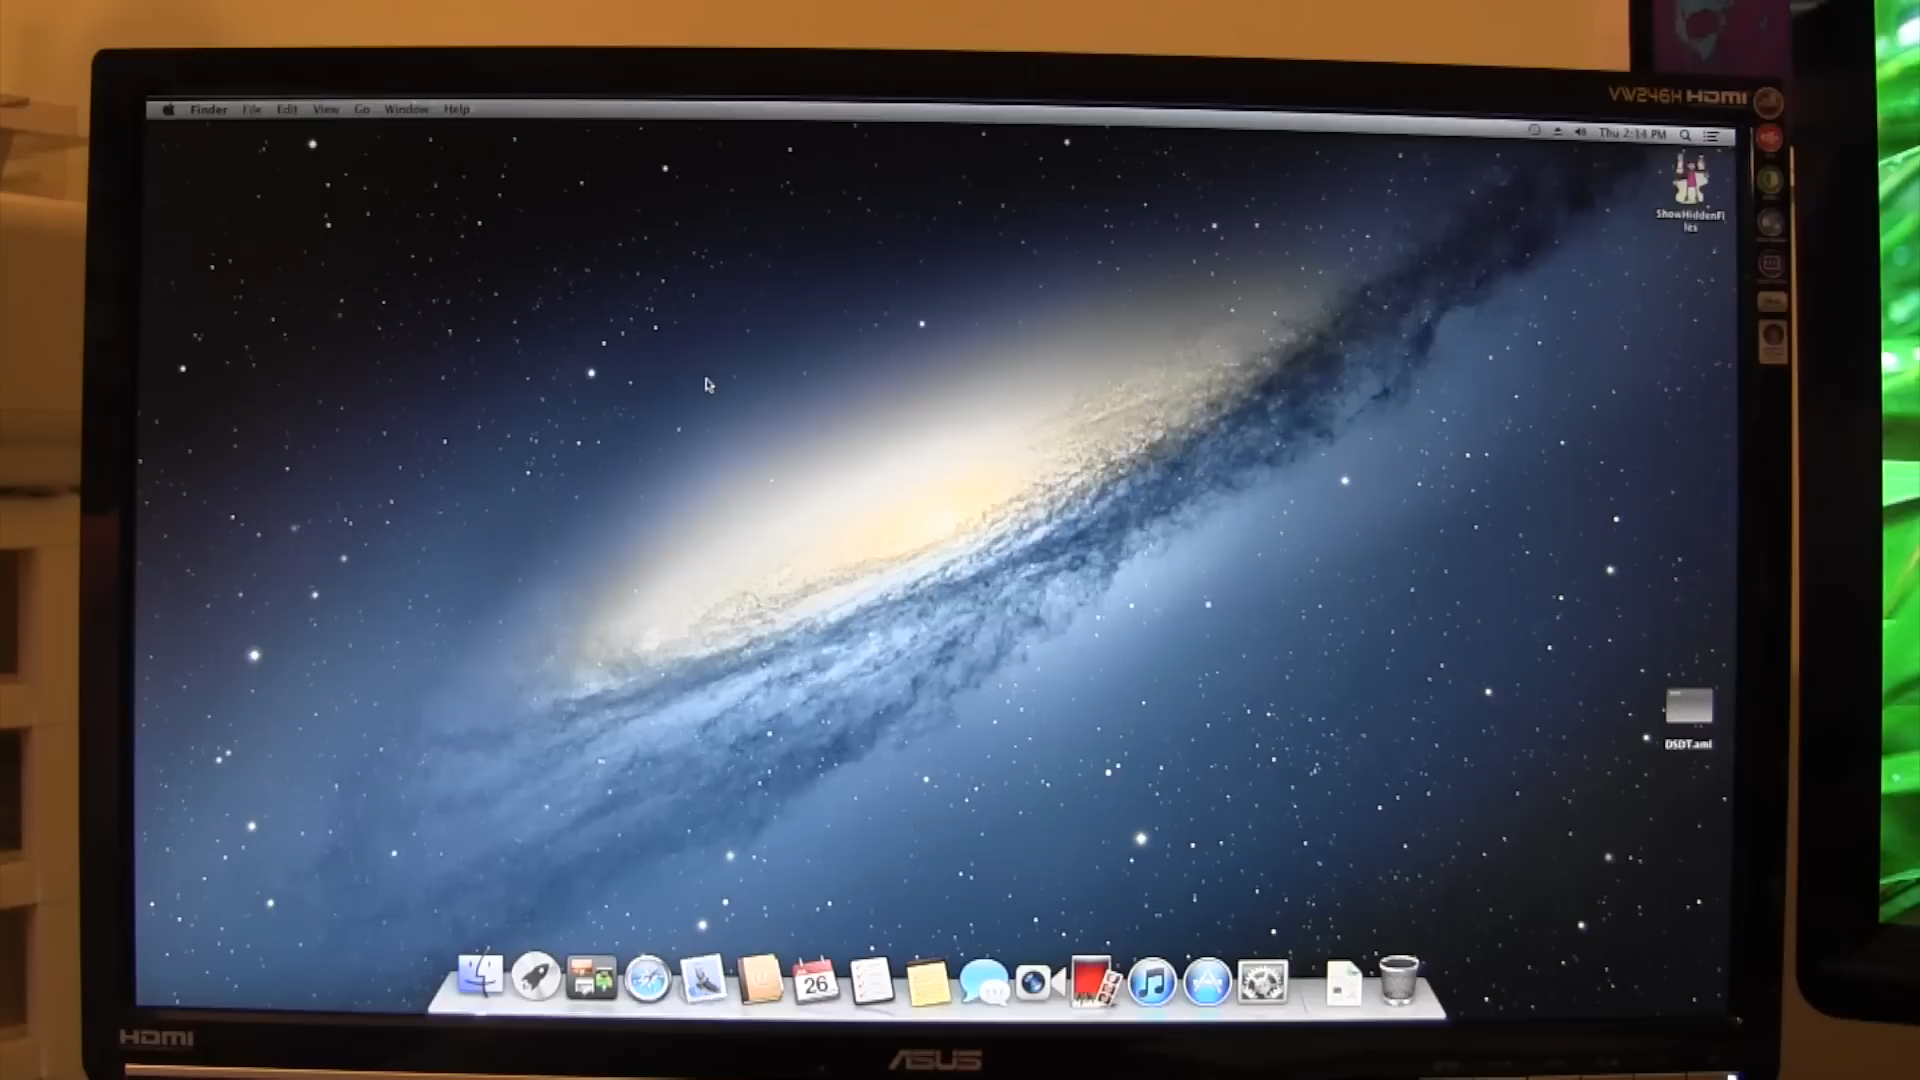 VW246H HDMI
Finder File Edit View Go Window Help
Thu 2:14 PM
ShowHiddenFi
les
DSDT.aml
26
HDMI
ASUS